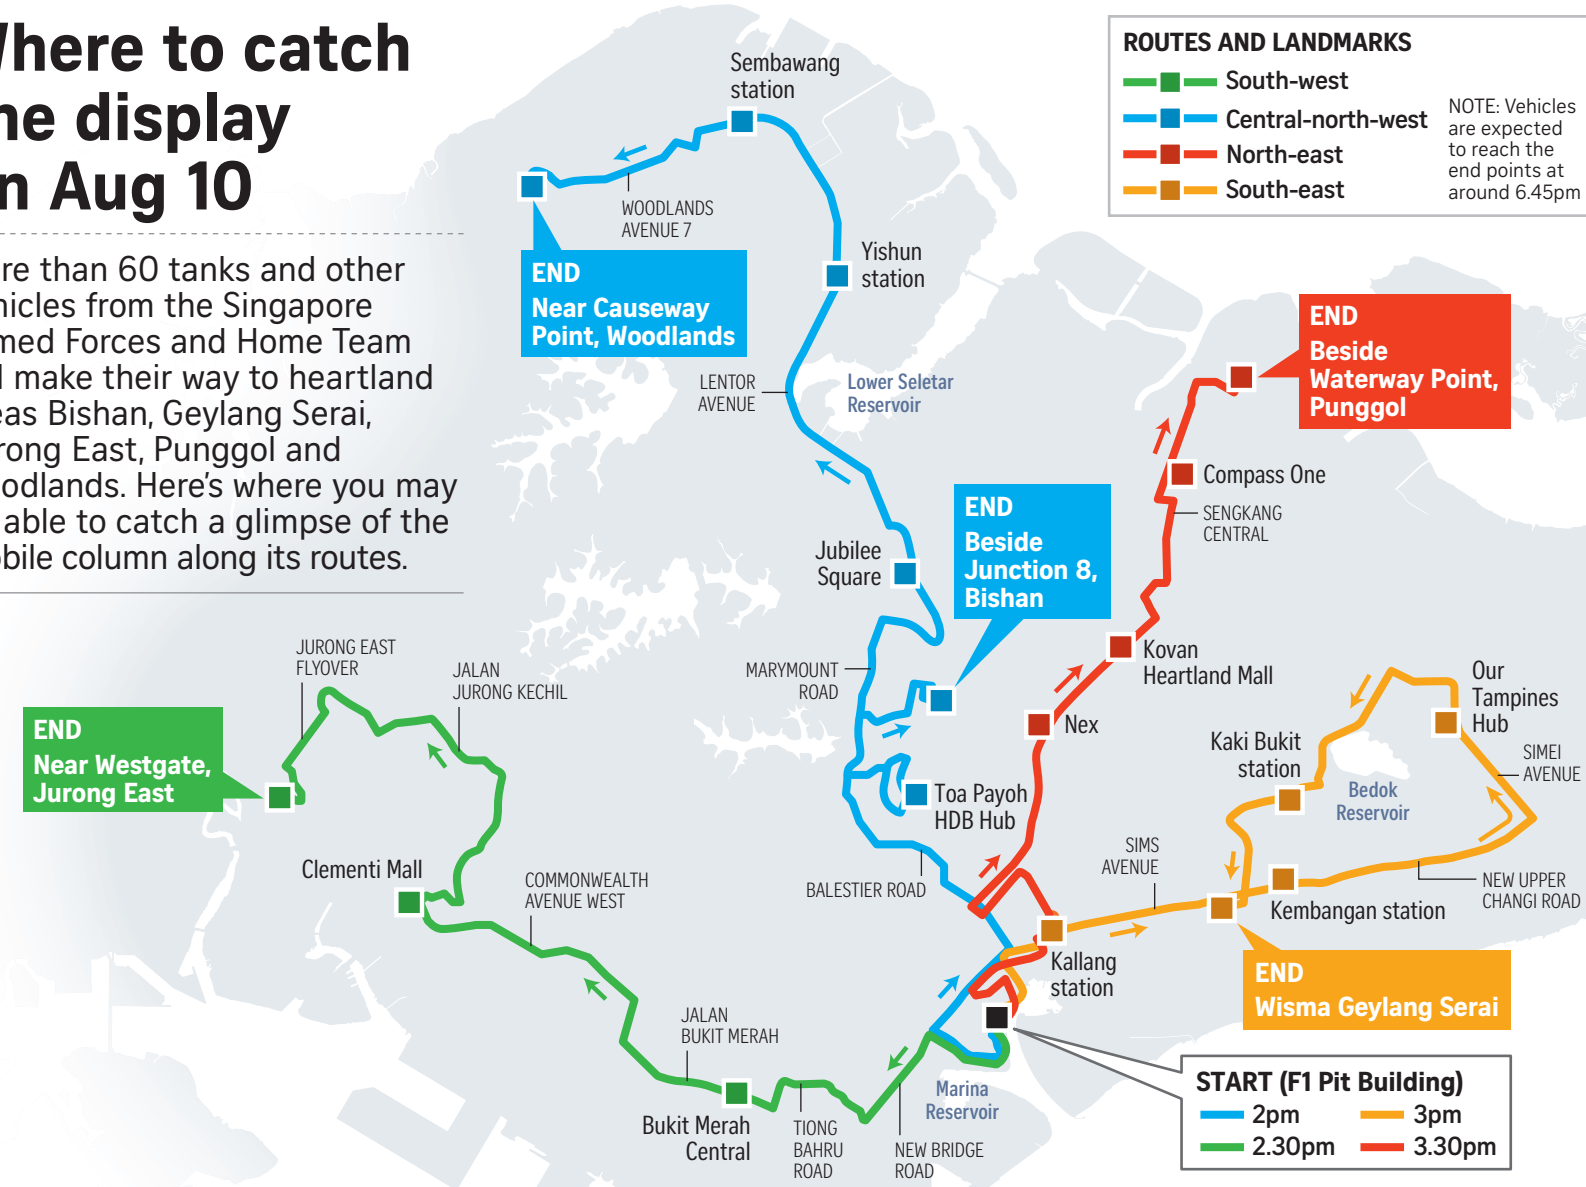 Where to catch
he display
n Aug 10
re than 60 tanks and other
hicles from the Singapore
med Forces and Home Team
l make their way to heartland
eas Bishan, Geylang Serai,
rong East, Punggol and
oodlands. Here's where you may
able to catch a glimpse of the
obile column along its routes.
ROUTES AND LANDMARKS
South-west
Central-north-west
North-east
South-east
NOTE: Vehicles
are expected
to reach the
end points at
around 6.45pm
Sembawang
station
WOODLANDS
AVENUE 7
END
Near Causeway
Point, Woodlands
Yishun
station
LENTOR
AVENUE
Lower Seletar
Reservoir
END
Beside
Waterway Point,
Punggol
Compass One
SENGKANG
CENTRAL
END
Beside
Junction 8,
Bishan
Jubilee
Square
MARYMOUNT
ROAD
Kovan
Heartland Mall
Nex
JURONG EAST
FLYOVER
JALAN
JURONG KECHIL
END
Near Westgate,
Jurong East
Our
Tampines
Hub
Kaki Bukit
station
SIMEI
AVENUE
Bedok
Reservoir
Toa Payoh
HDB Hub
Clementi Mall
COMMONWEALTH
AVENUE WEST
BALESTIER ROAD
SIMS
AVENUE
NEW UPPER
CHANGI ROAD
Kembangan station
Kallang
station
END
Wisma Geylang Serai
JALAN
BUKIT MERAH
Bukit Merah
Central
TIONG
BAHRU
ROAD
NEW BRIDGE
ROAD
Marina
Reservoir
START (F1 Pit Building)
2pm
3pm
2.30pm
3.30pm